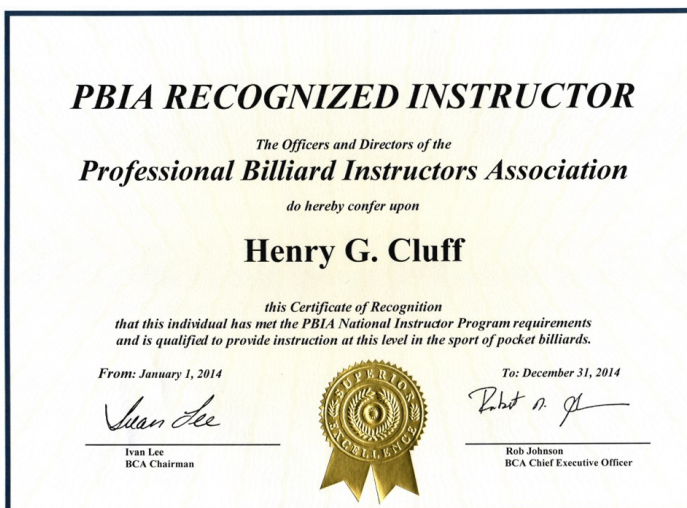 PBIA RECOGNIZED INSTRUCTOR
The Officers and Directors of the
Professional Billiard Instructors Association
do hereby confer upon
Henry G. Cluff
this Certificate of Recognition
that this individual has met the PBIA National Instructor Program requirements
and is qualified to provide instruction at this level in the sport of pocket billiards.
From: January 1, 2014
To: December 31, 2014
SUPERIOR
EXCELLENCE
Ivan Lee
Ivan Lee
BCA Chairman
Rob Johnson
BCA Chief Executive Officer